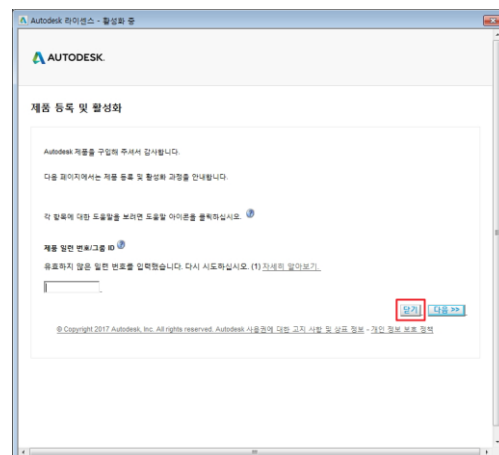 Autodesk 라이센스 - 활성화 중
AUTODESK.
제품 등록 및 활성화
Autodesk 제품을 구입해 주셔서 감사합니다.
다음 페이지에서는 제품 등록 및 활성화 과정을 안내합니다.
각 항목에 대한 도움말을 보려면 도움말 아이콘을 클릭하십시오.
제품 일련 번호/그룹 ID
유효하지 않은 일련 번호를 입력했습니다. 다시 시도하십시오. (1) 자세히 알아보기.
닫기 다음 >>
© Copyright 2017 Autodesk, Inc. All rights reserved. Autodesk 사용권에 대한 고지 사항 및 상표 정보 - 개인 정보 보호 정책